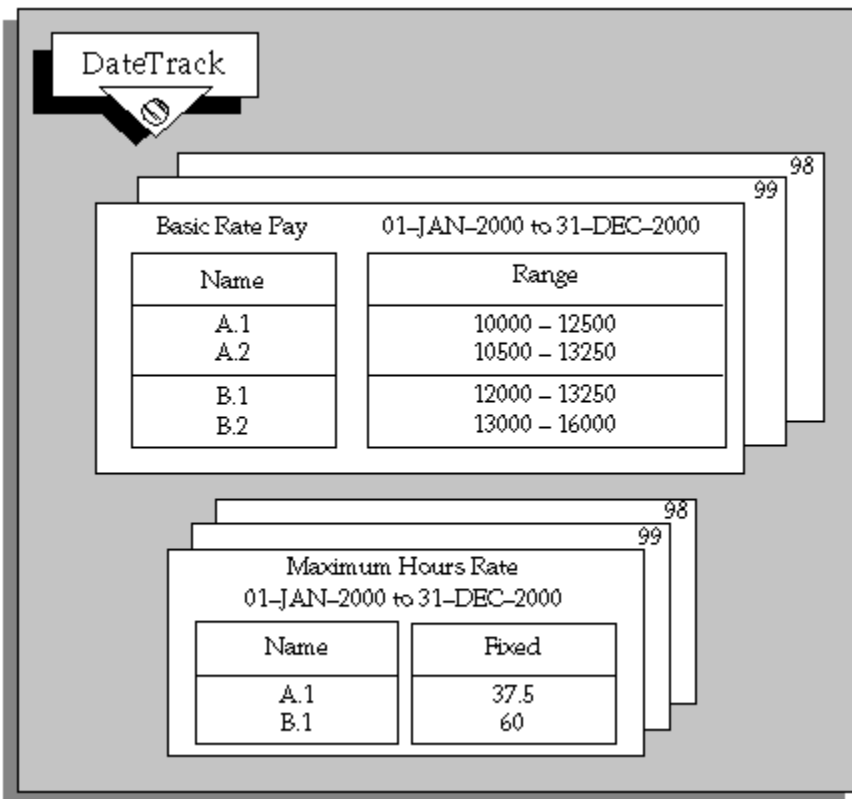 DateTrack
98
99
Basic Rate Pay 01–JAN–2000 to 31–DEC–2000
Name Range
A.1 10000 – 12500
A.2 10500 – 13250
B.1 12000 – 13250
B.2 13000 – 16000
98
99
Maximum Hours Rate
01–JAN–2000 to 31–DEC–2000
Name Fixed
A.1 37.5
B.1 60